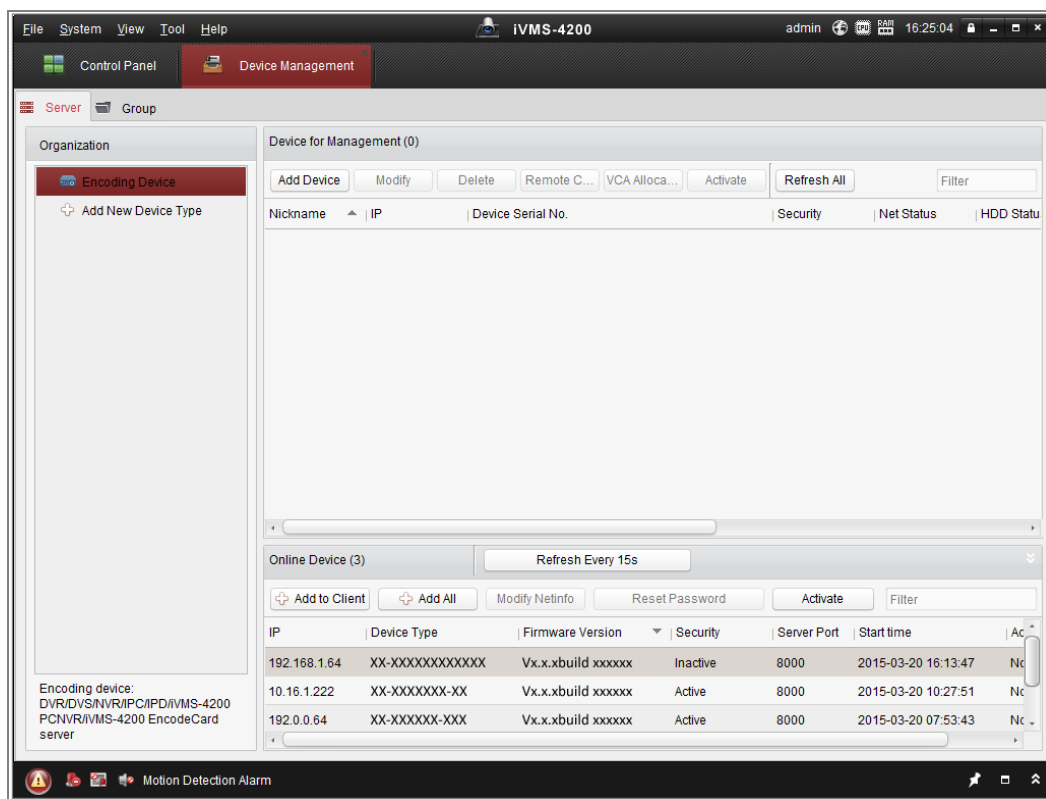 File System View Tool Help iVMS-4200 admin CPU RAM 16:25:04
Control Panel Device Management
Server Group
Organization
Encoding Device
Add New Device Type
Encoding device:
DVR/DVS/NVR/IPC/IPD/iVMS-4200
PCNVR/iVMS-4200 EncodeCard
server
Device for Management (0)
Add Device Modify Delete Remote C... VCA Alloca... Activate Refresh All Filter
Nickname IP Device Serial No. Security Net Status HDD Statu
Online Device (3) Refresh Every 15s
Add to Client Add All Modify Netinfo Reset Password Activate Filter
IP Device Type Firmware Version Security Server Port Start time Ac
192.168.1.64 XX-XXXXXXXXXXXX Vx.x.xbuild xxxxxx Inactive 8000 2015-03-20 16:13:47 No
10.16.1.222 XX-XXXXXXX-XX Vx.x.xbuild xxxxxx Active 8000 2015-03-20 10:27:51 No
192.0.0.64 XX-XXXXXX-XXX Vx.x.xbuild xxxxxx Active 8000 2015-03-20 07:53:43 No
Motion Detection Alarm